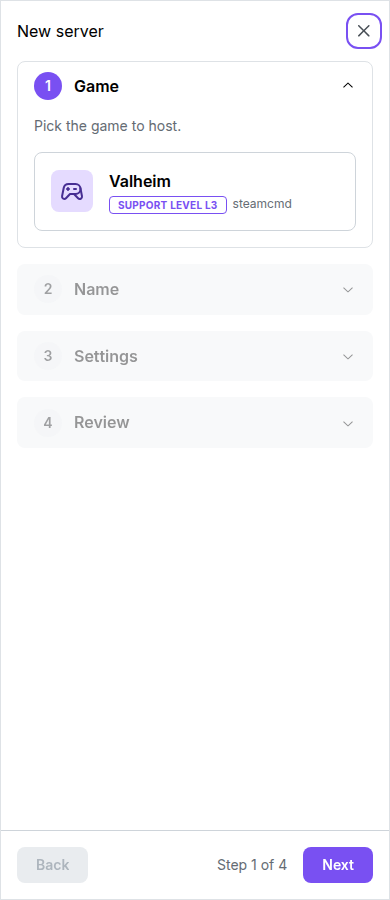 New server
1 Game
Pick the game to host.
Valheim
SUPPORT LEVEL L3 steamcmd
2 Name
3 Settings
4 Review
Back Step 1 of 4 Next